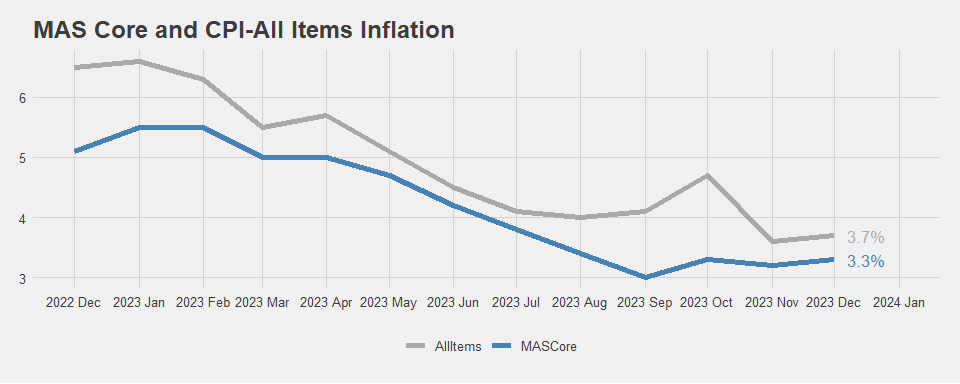 MAS Core and CPI-All Items Inflation
6
5
4
3
3.7%
3.3%
2022 Dec 2023 Jan 2023 Feb 2023 Mar 2023 Apr 2023 May 2023 Jun 2023 Jul 2023 Aug 2023 Sep 2023 Oct 2023 Nov 2023 Dec 2024 Jan
AllItems MASCore